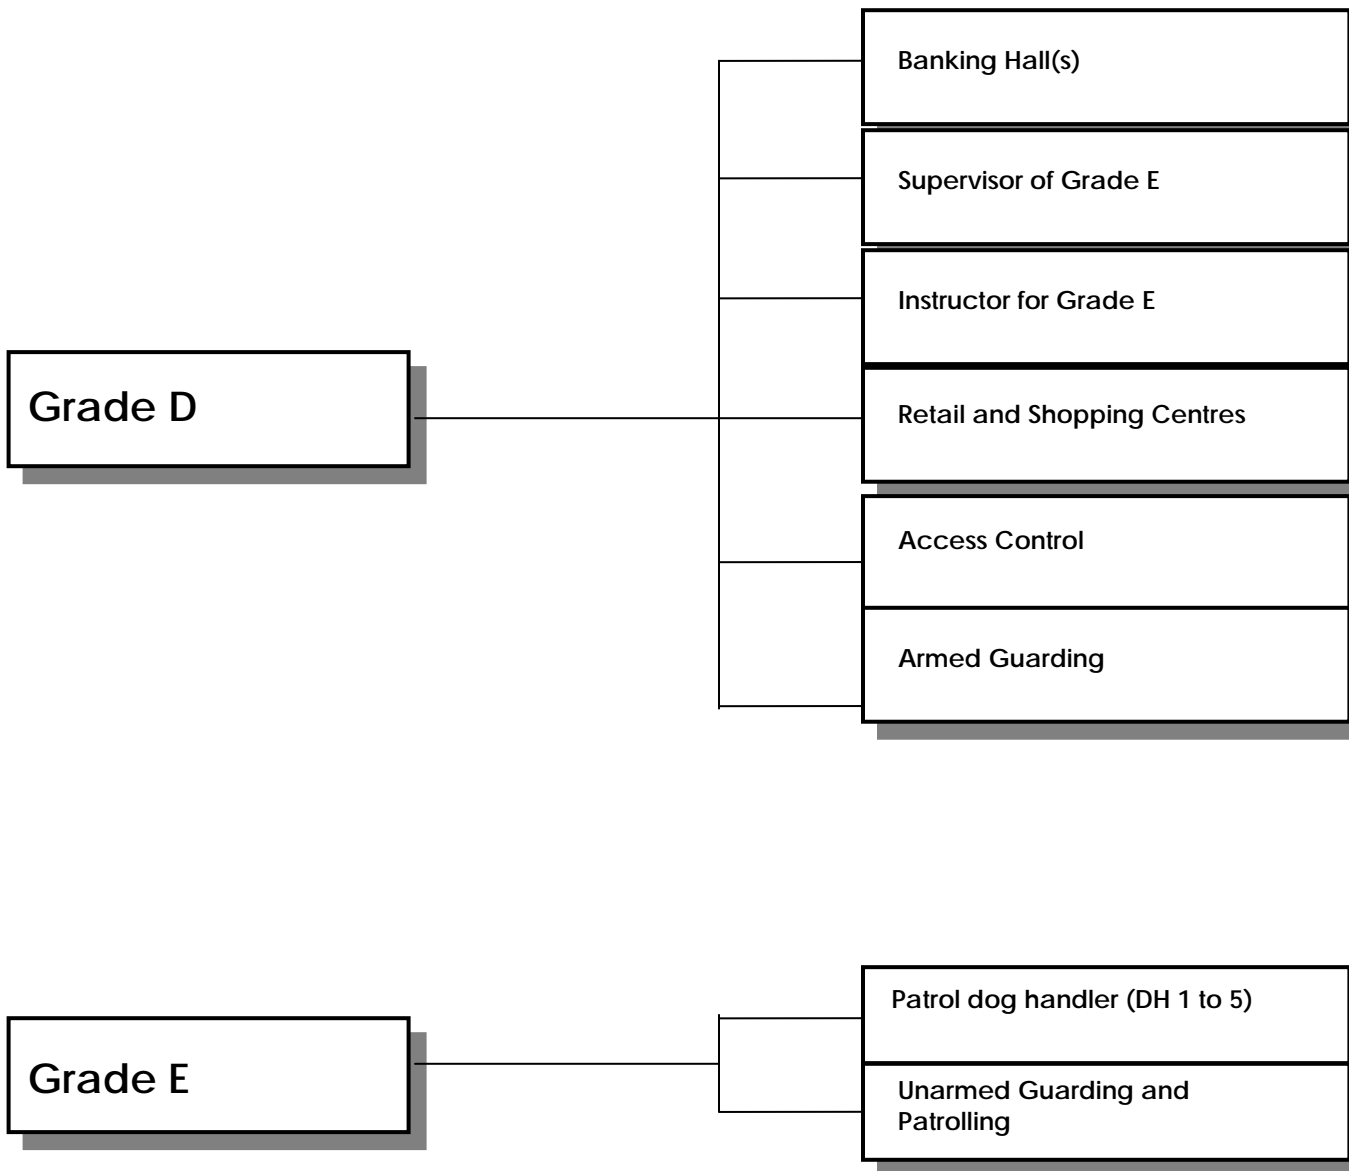 Banking Hall(s)
Supervisor of Grade E
Instructor for Grade E
Grade D
Retail and Shopping Centres
Access Control
Armed Guarding
Patrol dog handler (DH 1 to 5)
Grade E
Unarmed Guarding and
Patrolling